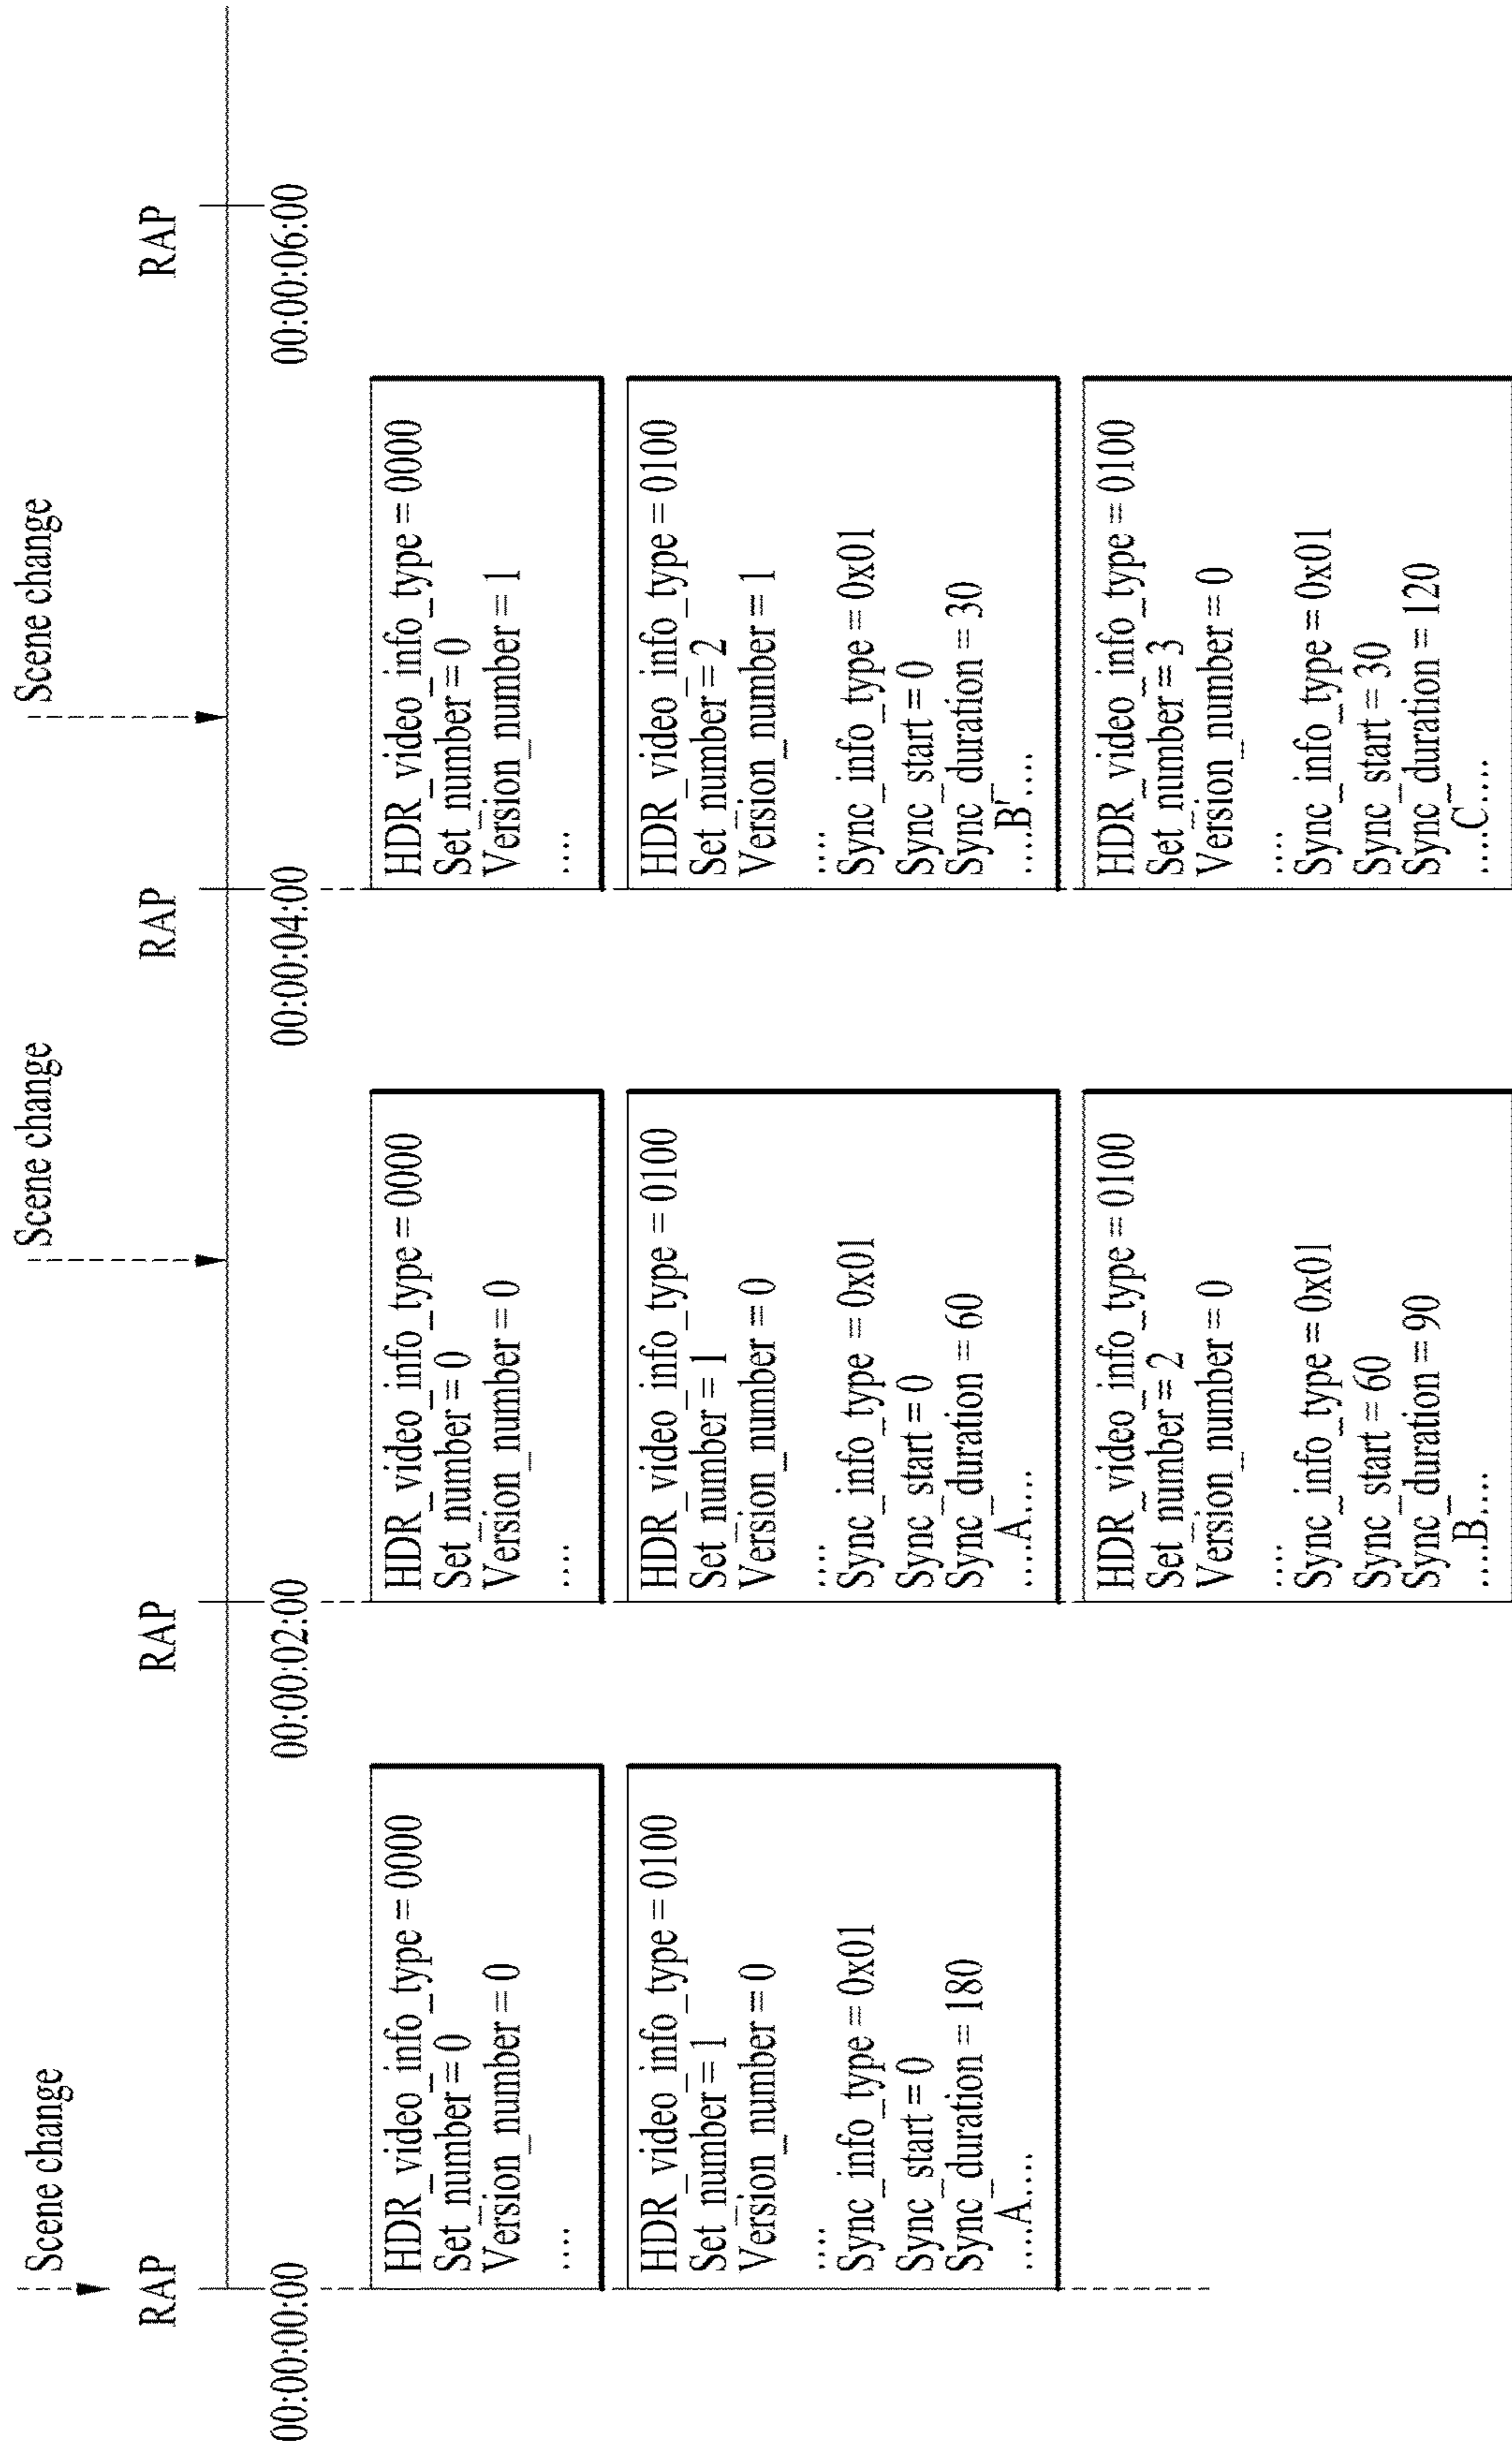 Scene change
Scene change
Scene change
RAP
RAP
RAP
RAP
00:00:00:00
00:00:02:00
00:00:04:00
00:00:06:00
HDR_video_info_type = 0000
Set_number = 0
Version_number = 0
....
HDR_video_info_type = 0100
Set_number = 1
Version_number = 0
....
Sync_info_type = 0x01
Sync_start = 0
Sync_duration = 180
.....A....
HDR_video_info_type = 0000
Set_number = 0
Version_number = 0
....
HDR_video_info_type = 0100
Set_number = 1
Version_number = 0
....
Sync_info_type = 0x01
Sync_start = 0
Sync_duration = 60
.....A....
HDR_video_info_type = 0100
Set_number = 2
Version_number = 0
....
Sync_info_type = 0x01
Sync_start = 60
Sync_duration = 90
....B....
HDR_video_info_type = 0000
Set_number = 0
Version_number = 1
....
HDR_video_info_type = 0100
Set_number = 2
Version_number = 1
....
Sync_info_type = 0x01
Sync_start = 0
Sync_duration = 30
....B'....
HDR_video_info_type = 0100
Set_number = 3
Version_number = 0
....
Sync_info_type = 0x01
Sync_start = 30
Sync_duration = 120
.....C....